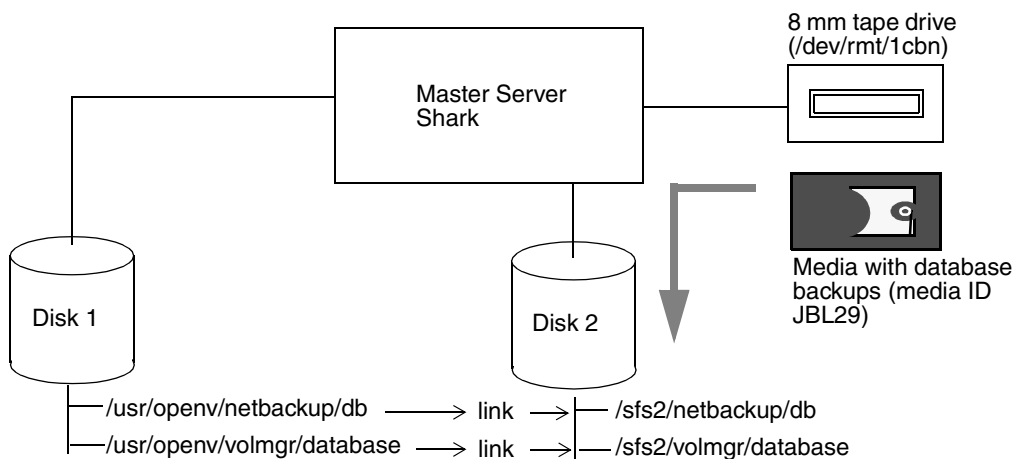 8 mm tape drive
(/dev/rmt/1cbn)
Master Server
Shark
Media with database
backups (media ID
JBL29)
Disk 1
Disk 2
/usr/openv/netbackup/db link /sfs2/netbackup/db
/usr/openv/volmgr/database link /sfs2/volmgr/database